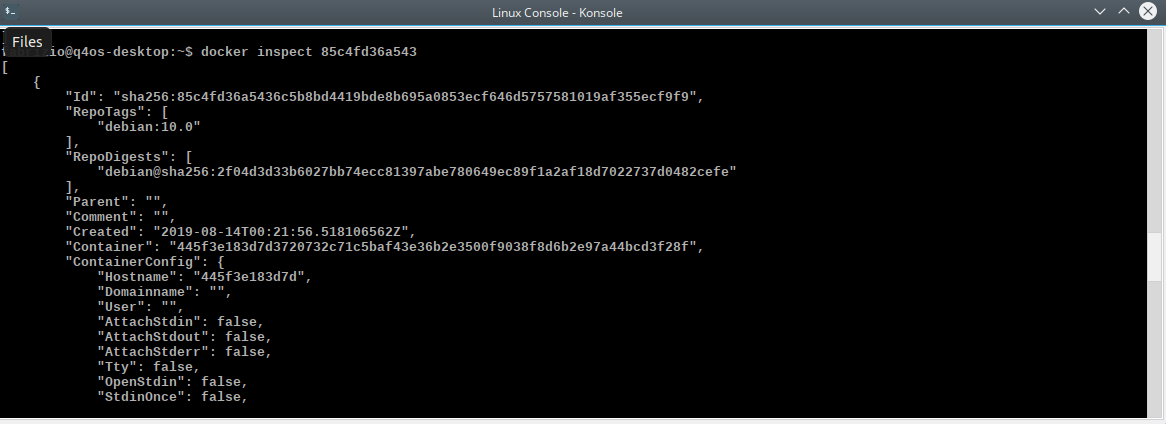 Linux Console - Konsole
Files
io@q4os-desktop:~$ docker inspect 85c4fd36a543
[
    {
        "Id": "sha256:85c4fd36a5436c5b8bd4419bde8b695a0853ecf646d5757581019af355ecf9f9",
        "RepoTags": [
            "debian:10.0"
        ],
        "RepoDigests": [
            "debian@sha256:2f04d3d33b6027bb74ecc81397abe780649ec89f1a2af18d7022737d0482cefe"
        ],
        "Parent": "",
        "Comment": "",
        "Created": "2019-08-14T00:21:56.518106562Z",
        "Container": "445f3e183d7d3720732c71c5baf43e36b2e3500f9038f8d6b2e97a44bcd3f28f",
        "ContainerConfig": {
            "Hostname": "445f3e183d7d",
            "Domainname": "",
            "User": "",
            "AttachStdin": false,
            "AttachStdout": false,
            "AttachStderr": false,
            "Tty": false,
            "OpenStdin": false,
            "StdinOnce": false,